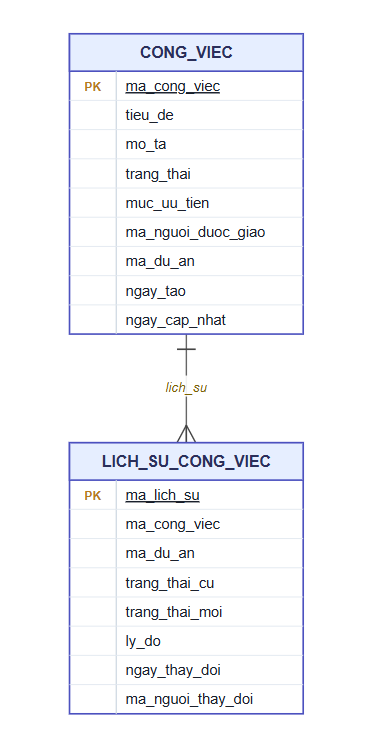 CONG_VIEC
PK ma_cong_viec
tieu_de
mo_ta
trang_thai
muc_uu_tien
ma_nguoi_duoc_giao
ma_du_an
ngay_tao
ngay_cap_nhat
lich_su
LICH_SU_CONG_VIEC
PK ma_lich_su
ma_cong_viec
ma_du_an
trang_thai_cu
trang_thai_moi
ly_do
ngay_thay_doi
ma_nguoi_thay_doi